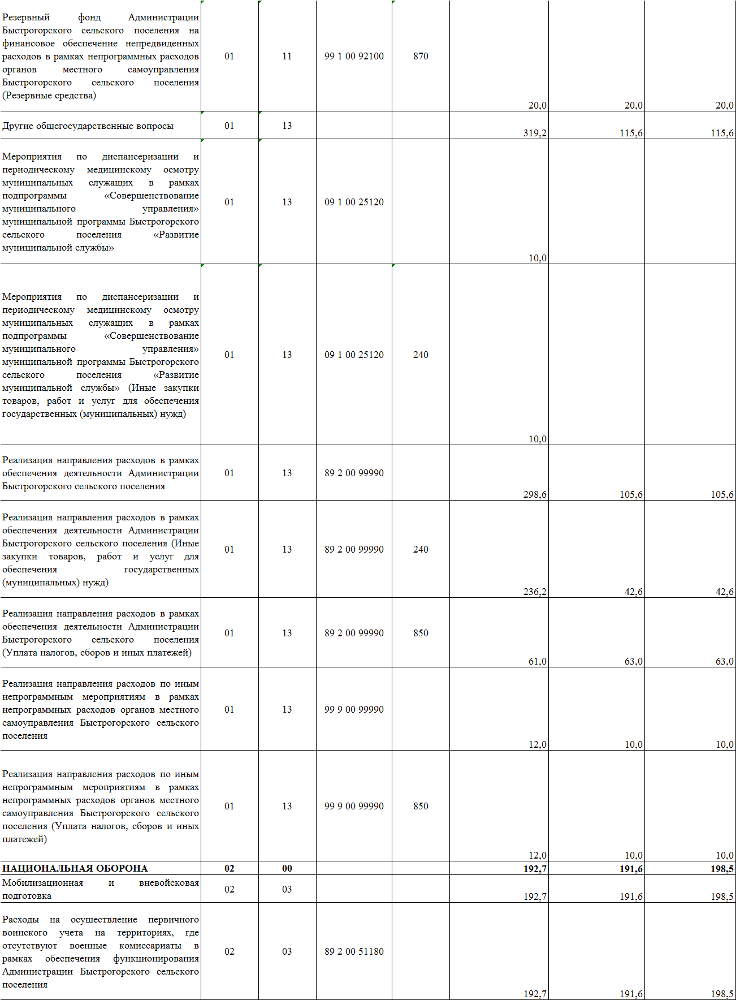 Резервный фонд Администрации
Быстрогорского сельского поселения на
финансовое обеспечение непредвиденных
расходов в рамках непрограммных расходов
органов местного самоуправления
Быстрогорского сельского поселения
(Резервные средства)
01 11 99 1 00 92100 870
20,0 20,0 20,0
Другие общегосударственные вопросы 01 13
319,2 115,6 115,6
Мероприятия по диспансеризации и
периодическому медицинскому осмотру
муниципальных служащих в рамках
подпрограммы «Совершенствование
муниципального управления»
муниципальной программы Быстрогорского
сельского поселения «Развитие
муниципальной службы»
01 13 09 1 00 25120
10,0
Мероприятия по диспансеризации и
периодическому медицинскому осмотру
муниципальных служащих в рамках
подпрограммы «Совершенствование
муниципального управления»
муниципальной программы Быстрогорского
сельского поселения «Развитие
муниципальной службы» (Иные закупки
товаров, работ и услуг для обеспечения
государственных (муниципальных) нужд)
01 13 09 1 00 25120 240
10,0
Реализация направления расходов в рамках
обеспечения деятельности Администрации
Быстрогорского сельского поселения
01 13 89 2 00 99990
298,6 105,6 105,6
Реализация направления расходов в рамках
обеспечения деятельности Администрации
Быстрогорского сельского поселения (Иные
закупки товаров, работ и услуг для
обеспечения государственных
(муниципальных) нужд)
01 13 89 2 00 99990 240
236,2 42,6 42,6
Реализация направления расходов в рамках
обеспечения деятельности Администрации
Быстрогорского сельского поселения
(Уплата налогов, сборов и иных платежей)
01 13 89 2 00 99990 850
61,0 63,0 63,0
Реализация направления расходов по иным
непрограммным мероприятиям в рамках
непрограммных расходов органов местного
самоуправления Быстрогорского сельского
поселения
01 13 99 9 00 99990
12,0 10,0 10,0
Реализация направления расходов по иным
непрограммным мероприятиям в рамках
непрограммных расходов органов местного
самоуправления Быстрогорского сельского
поселения (Уплата налогов, сборов и иных
платежей)
01 13 99 9 00 99990 850
12,0 10,0 10,0
НАЦИОНАЛЬНАЯ ОБОРОНА 02 00 192,7 191,6 198,5
Мобилизационная и вневойсковая
подготовка
02 03
192,7 191,6 198,5
Расходы на осуществление первичного
воинского учета на территориях, где
отсутствуют военные комиссариаты в
рамках обеспечения функционирования
Администрации Быстрогорского сельского
поселения
02 03 89 2 00 51180
192,7 191,6 198,5